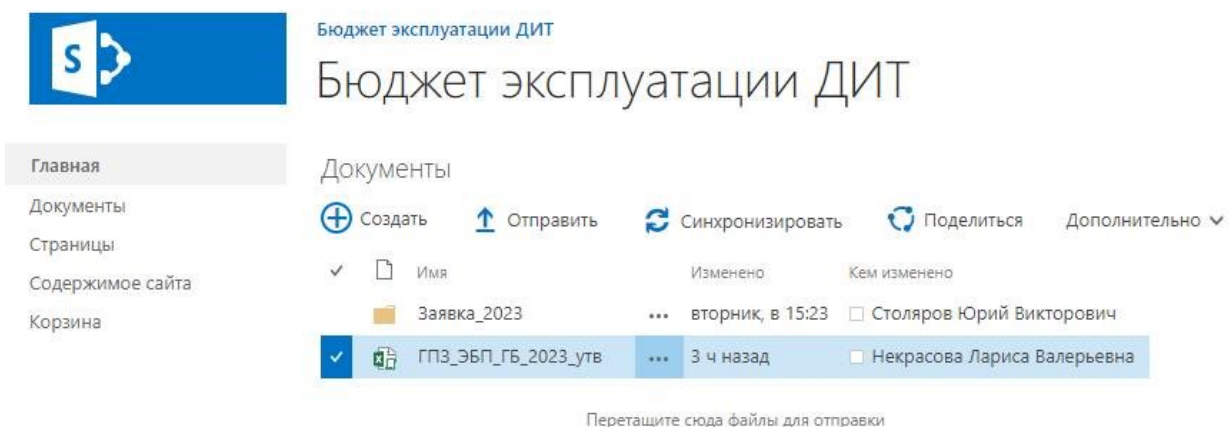 S
Бюджет эксплуатации ДИТ
Бюджет эксплуатации ДИТ
Главная
Документы
Страницы
Содержимое сайта
Корзина
Документы
Создать Отправить Синхронизировать Поделиться Дополнительно
Имя Изменено Кем изменено
Заявка_2023 ... вторник, в 15:23 Столяров Юрий Викторович
ГПЗ_ЭБП_ГБ_2023_утв ... 3 ч назад Некрасова Лариса Валерьевна
Перетащите сюда файлы для отправки